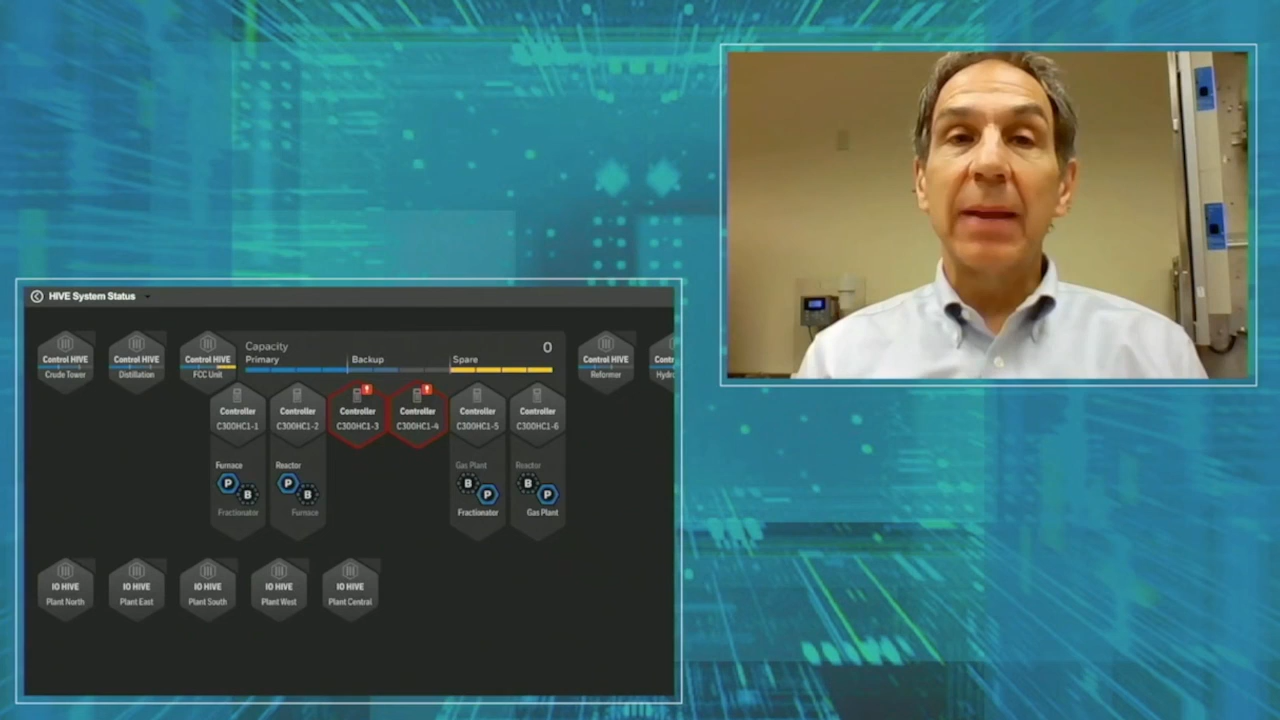 HIVE System Status
Control HIVE
Crude Tower
Control HIVE
Distillation
Control HIVE
FCC Unit
Capacity
0
Primary
Backup
Spare
Control HIVE
Reformer
Controller
C300HC1-1
Controller
C300HC1-2
Controller
C300HC1-3
Controller
C300HC1-4
Controller
C300HC1-5
Controller
C300HC1-6
Furnace
P
B
Fractionator
Reactor
P
B
Furnace
Gas Plant
B
P
Fractionator
Reactor
B
P
Gas Plant
IO HIVE
Plant North
IO HIVE
Plant East
IO HIVE
Plant South
IO HIVE
Plant West
IO HIVE
Plant Central